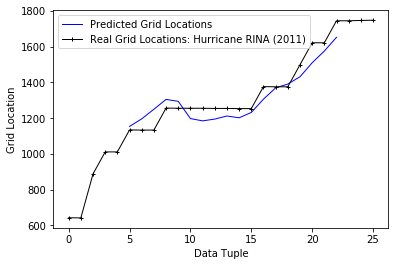 1800
1600
1400
1200
1000
800
600
Grid Location
Predicted Grid Locations
Real Grid Locations: Hurricane RINA (2011)
0 5 10 15 20 25
Data Tuple